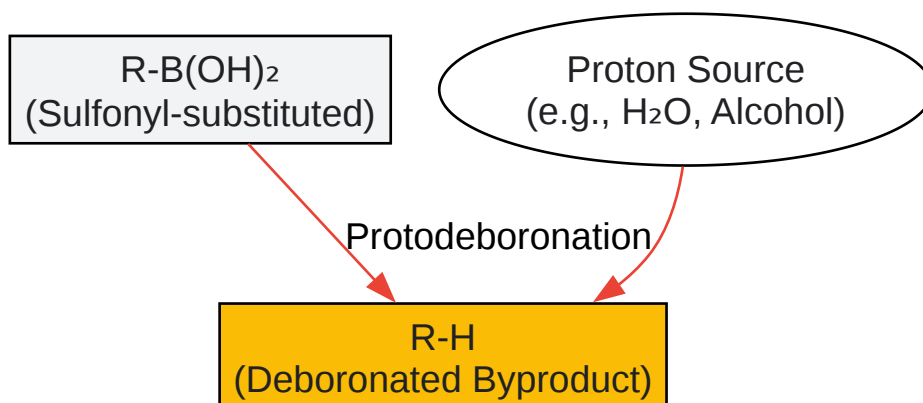 R-B(OH)₂
(Sulfonyl-substituted)
Proton Source
(e.g., H₂O, Alcohol)
Protodeboronation
R-H
(Deboronated Byproduct)